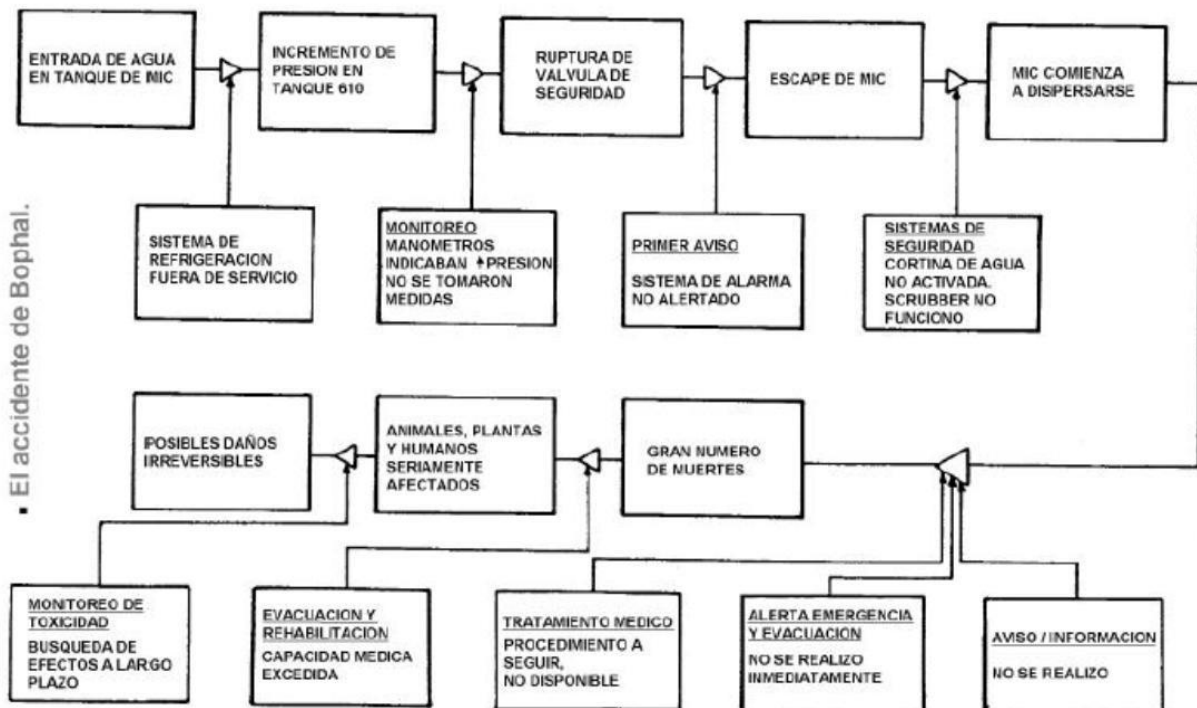 ▪ El accidente de Bophal.
ENTRADA DE AGUA
EN TANQUE DE MIC
INCREMENTO DE
PRESION EN
TANQUE 610
RUPTURA DE
VALVULA DE
SEGURIDAD
ESCAPE DE MIC
MIC COMIENZA
A DISPERSARSE
SISTEMA DE
REFRIGERACION
FUERA DE SERVICIO
MONITOREO
MANOMETROS
INDICABAN ↑PRESION
NO SE TOMARON
MEDIDAS
PRIMER AVISO
SISTEMA DE ALARMA
NO ALERTADO
SISTEMAS DE
SEGURIDAD
CORTINA DE AGUA
NO ACTIVADA.
SCRUBBER NO
FUNCIONO
POSIBLES DAÑOS
IRREVERSIBLES
ANIMALES, PLANTAS
Y HUMANOS
SERIAMENTE
AFECTADOS
GRAN NUMERO
DE MUERTES
MONITOREO DE
TOXICIDAD
BUSQUEDA DE
EFECTOS A LARGO
PLAZO
EVACUACION Y
REHABILITACION
CAPACIDAD MEDICA
EXCEDIDA
TRATAMIENTO MEDICO
PROCEDIMIENTO A
SEGUIR,
NO DISPONIBLE
ALERTA EMERGENCIA
Y EVACUACION
NO SE REALIZO
INMEDIATAMENTE
AVISO / INFORMACION
NO SE REALIZO